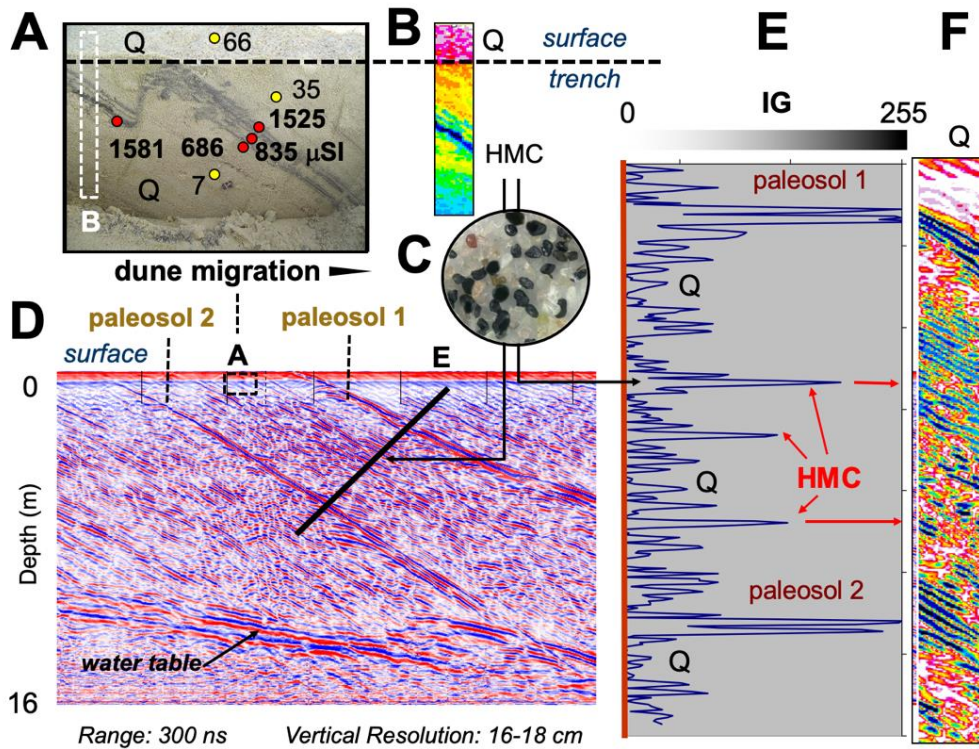 A
B
E
F
Q
66
Q
surface
trench
35
1525
1581
686
835 µSI
7
Q
B
HMC
0
IG
255
Q
paleosol 1
Q
HMC
Q
paleosol 2
Q
dune migration
C
D
paleosol 2
paleosol 1
surface
A
E
0
Depth (m)
16
water table
Range: 300 ns
Vertical Resolution: 16-18 cm